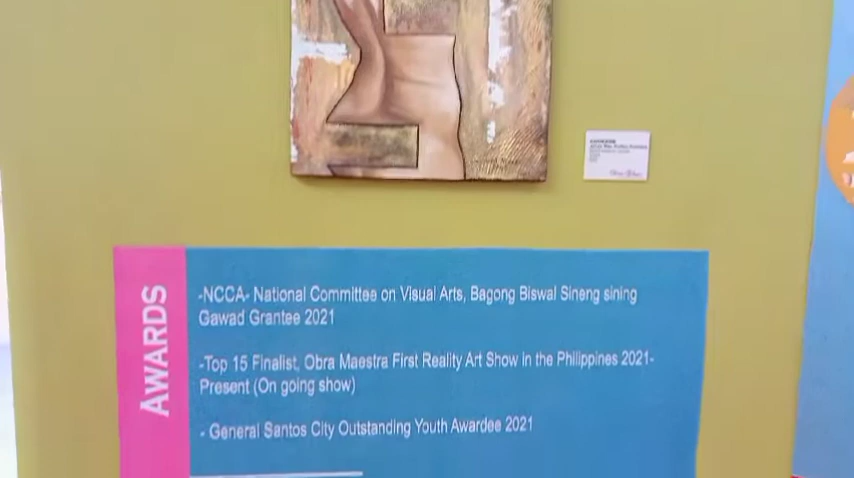 AWARDS
-NCCA- National Committee on Visual Arts, Bagong Biswal Sineng sining
Gawad Grantee 2021
-Top 15 Finalist, Obra Maestra First Reality Art Show in the Philippines 2021-
Present (On going show)
- General Santos City Outstanding Youth Awardee 2021